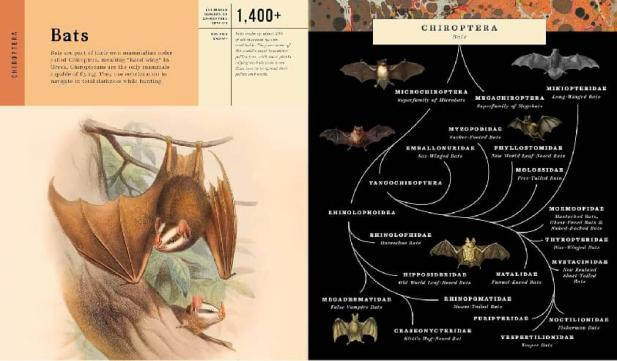 CHIROPTERA
Bats
Bats are part of their own mammalian order
called Chiroptera, meaning "hand wing" in
Greek. Chiropterans are the only mammals
capable of flying. They use echolocation to
navigate in total darkness while hunting.
1,400+
CHIROPTERA
Bats
MICROCHIROPTERA
Superfamily of Microbats
MEGACHIROPTERA
Superfamily of Megabats
MINIOPTERIDAE
Long-Winged Bats
MYZOPODIDAE
Sucker-Footed Bats
EMBALLONURIDAE
Sac-Winged Bats
PHYLLOSTOMIDAE
New World Leaf-Nosed Bats
MOLOSSIDAE
Free-Tailed Bats
YANGOCHIROPTERA
RHINOLOPHOIDEA
MORMOOPIDAE
Mustached Bats,
Ghost-Faced Bats &
Naked-Backed Bats
RHINOLOPHIDAE
Horseshoe Bats
THYROPTERIDAE
Disc-Winged Bats
MYSTACINIDAE
New Zealand
Short Tailed
Bats
HIPPOSIDERIDAE
Old World Leaf-Nosed Bats
NATALIDAE
Funnel-Eared Bats
MEGADERMATIDAE
False Vampire Bats
RHINOPOMATIDAE
Mouse-Tailed Bats
FURIPTERIDAE
NOCTILIONIDAE
Fisherman Bats
CRASEONYCTERIDAE
Kitti's Hog-Nosed Bat
VESPERTILIONIDAE
Vesper Bats